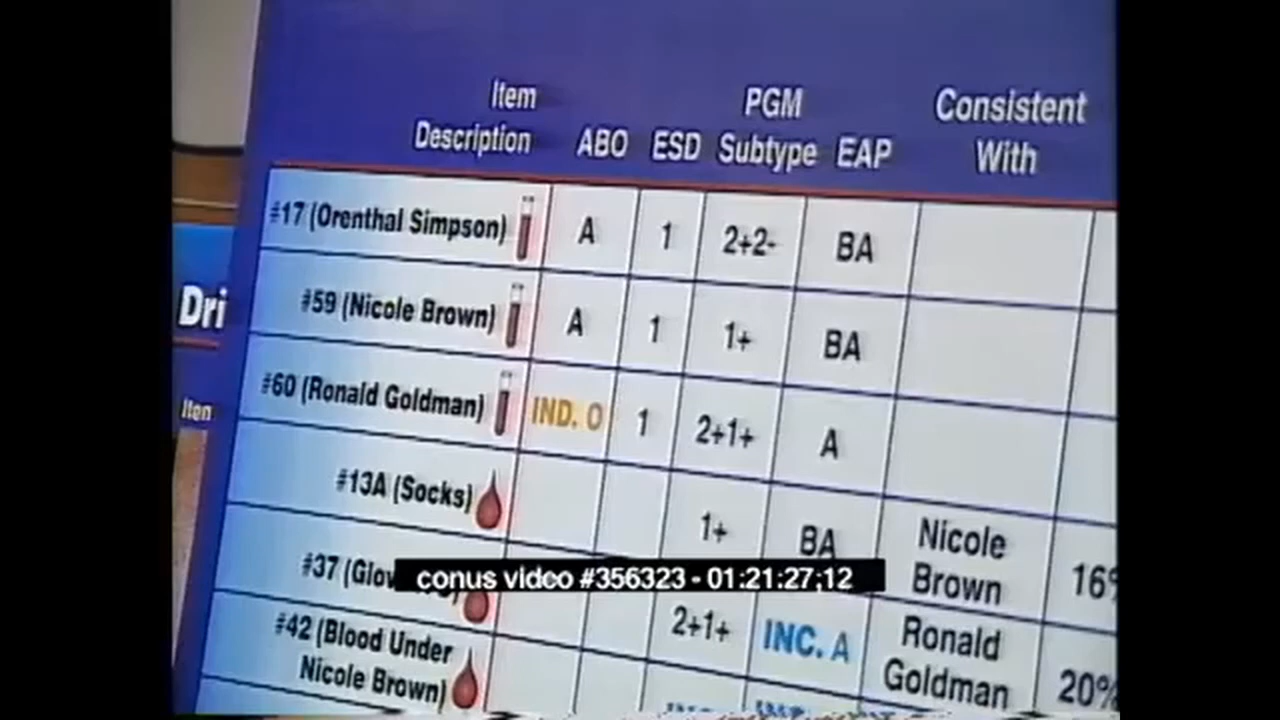 Item
Description
ABO
ESD
PGM
Subtype
EAP
Consistent
With
#17 (Orenthal Simpson)
A
1
2+2-
BA
#59 (Nicole Brown)
A
1
1+
BA
#60 (Ronald Goldman)
IND. O
1
2+1+
A
#13A (Socks)
1+
BA
Nicole
Brown
#37
2+1+
INC. A
Ronald
Goldman
20%
#42 (Blood Under
Nicole Brown)
Dri
Iten
conus video #356323 - 01:21:27;12